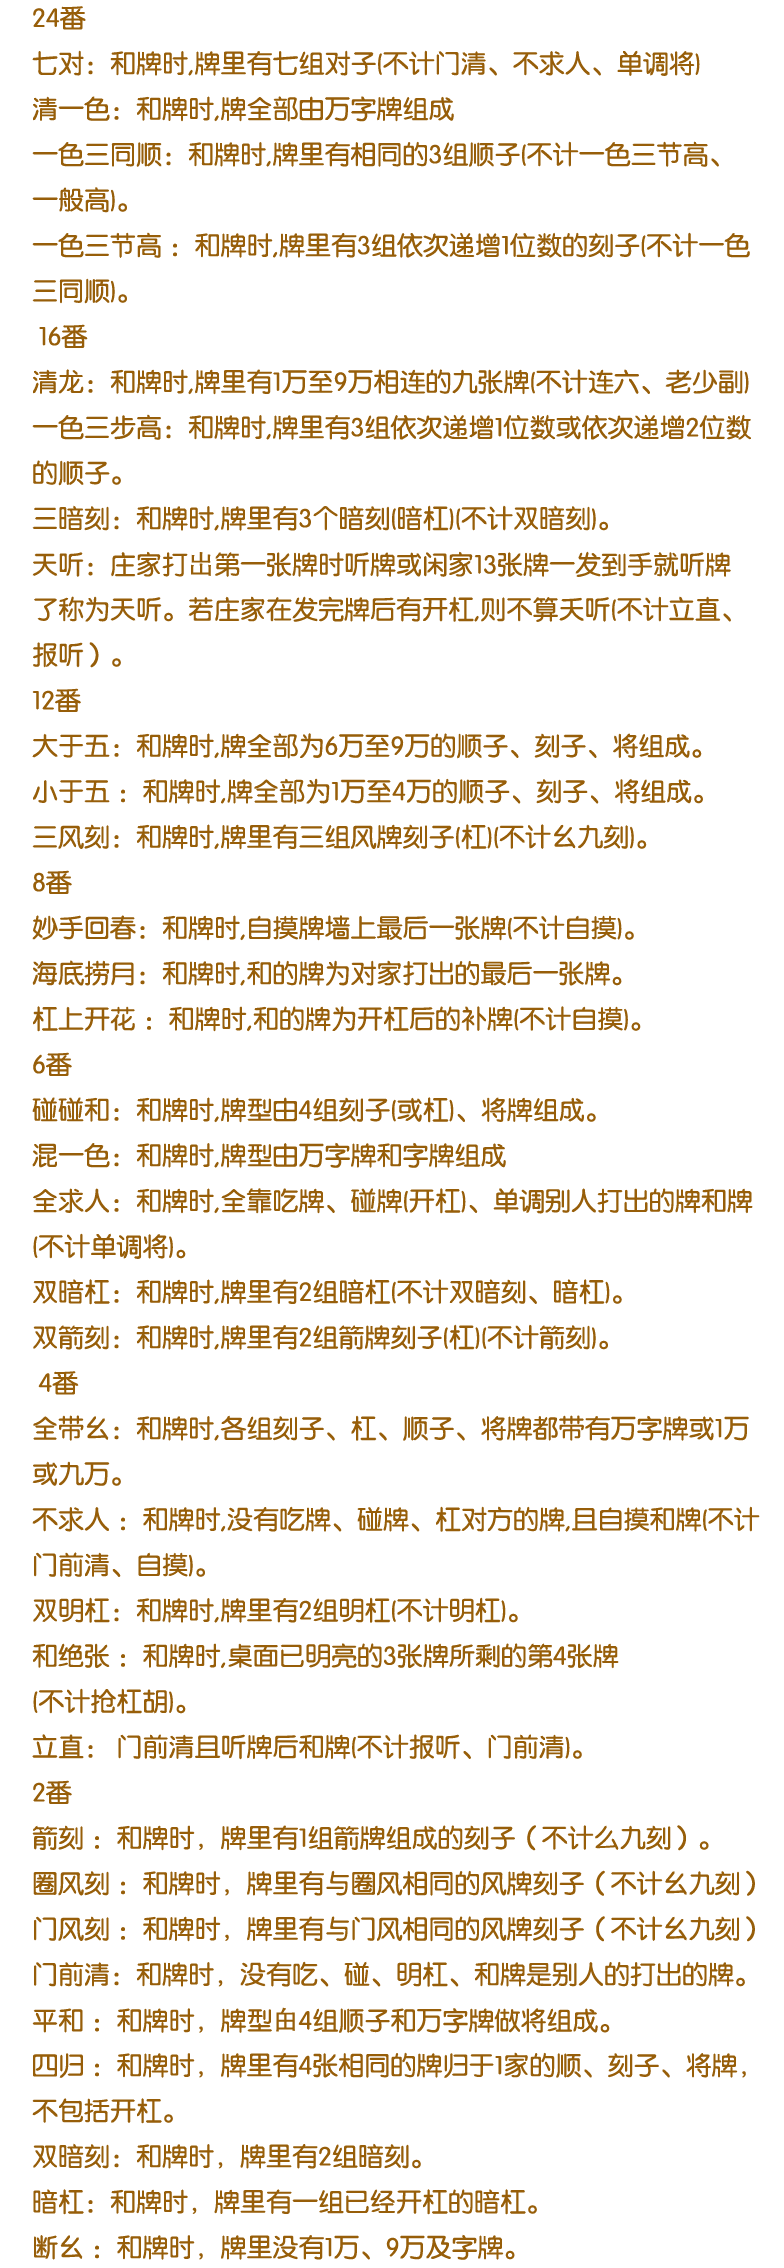 24番
七对：和牌时,牌里有七组对子(不计门清、不求人、单调将)
清一色：和牌时,牌全部由万字牌组成
一色三同顺：和牌时,牌里有相同的3组顺子(不计一色三节高、
一般高)。
一色三节高 ：和牌时,牌里有3组依次递增1位数的刻子(不计一色
三同顺)。
16番
清龙：和牌时,牌里有1万至9万相连的九张牌(不计连六、老少副)
一色三步高：和牌时,牌里有3组依次递增1位数或依次递增2位数
的顺子。
三暗刻：和牌时,牌里有3个暗刻(暗杠)(不计双暗刻)。
天听：庄家打出第一张牌时听牌或闲家13张牌一发到手就听牌
了称为天听。若庄家在发完牌后有开杠,则不算天听(不计立直、
报听）。
12番
大于五：和牌时,牌全部为6万至9万的顺子、刻子、将组成。
小于五 ：和牌时,牌全部为1万至4万的顺子、刻子、将组成。
三风刻：和牌时,牌里有三组风牌刻子(杠)(不计幺九刻)。
8番
妙手回春：和牌时,自摸牌墙上最后一张牌(不计自摸)。
海底捞月：和牌时,和的牌为对家打出的最后一张牌。
杠上开花 ：和牌时,和的牌为开杠后的补牌(不计自摸)。
6番
碰碰和：和牌时,牌型由4组刻子(或杠)、将牌组成。
混一色：和牌时,牌型由万字牌和字牌组成
全求人：和牌时,全靠吃牌、碰牌(开杠)、单调别人打出的牌和牌
(不计单调将)。
双暗杠：和牌时,牌里有2组暗杠(不计双暗刻、暗杠)。
双箭刻：和牌时,牌里有2组箭牌刻子(杠)(不计箭刻)。
4番
全带幺：和牌时,各组刻子、杠、顺子、将牌都带有万字牌或1万
或九万。
不求人 ：和牌时,没有吃牌、碰牌、杠对方的牌,且自摸和牌(不计
门前清、自摸)。
双明杠：和牌时,牌里有2组明杠(不计明杠)。
和绝张 ：和牌时,桌面已明亮的3张牌所剩的第4张牌
(不计抢杠胡)。
立直： 门前清且听牌后和牌(不计报听、门前清)。
2番
箭刻 ：和牌时，牌里有1组箭牌组成的刻子（不计么九刻）。
圈风刻 ：和牌时，牌里有与圈风相同的风牌刻子（不计幺九刻）
门风刻 ：和牌时，牌里有与门风相同的风牌刻子（不计幺九刻）
门前清：和牌时，没有吃、碰、明杠、和牌是别人的打出的牌。
平和 ：和牌时，牌型由4组顺子和万字牌做将组成。
四归 ：和牌时，牌里有4张相同的牌归于1家的顺、刻子、将牌，
不包括开杠。
双暗刻：和牌时，牌里有2组暗刻。
暗杠：和牌时，牌里有一组已经开杠的暗杠。
断幺 ：和牌时，牌里没有1万、9万及字牌。